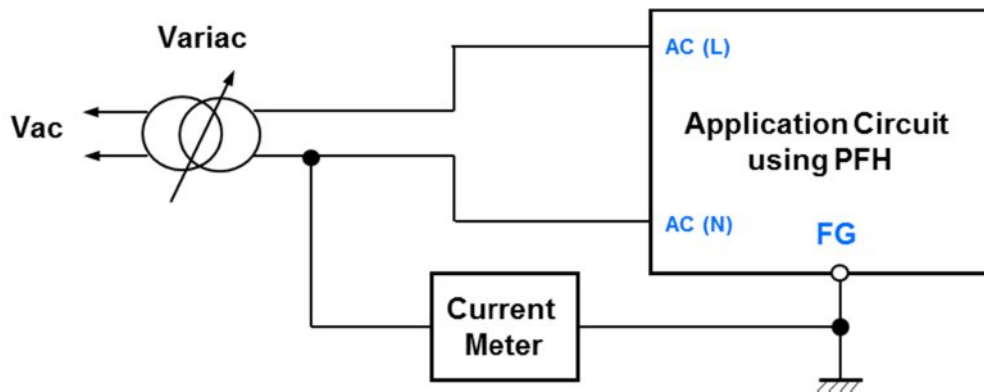 Variac
Vac
AC (L)
Application Circuit
using PFH
AC (N)
FG
Current
Meter